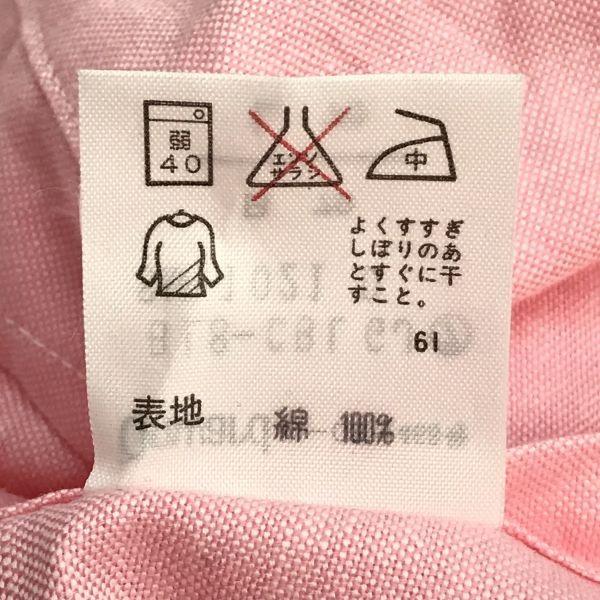 弱
40
エンソ
サラシ
中
よくすすぎ
しぼりのあ
とすぐに干
すこと。
61
表地 綿 100%